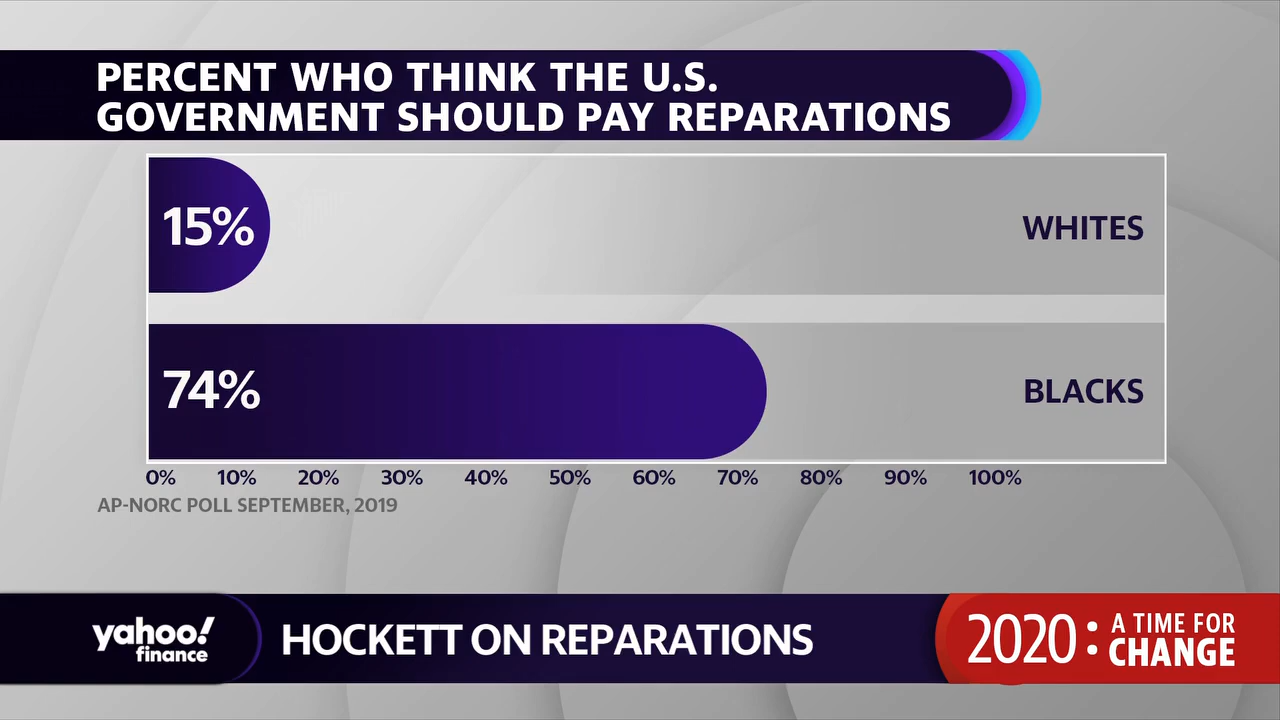 PERCENT WHO THINK THE U.S.
GOVERNMENT SHOULD PAY REPARATIONS
15%
WHITES
74%
BLACKS
0% 10% 20% 30% 40% 50% 60% 70% 80% 90% 100%
AP-NORC POLL SEPTEMBER, 2019
yahoo!
finance
HOCKETT ON REPARATIONS
2020:
A TIME FOR
CHANGE